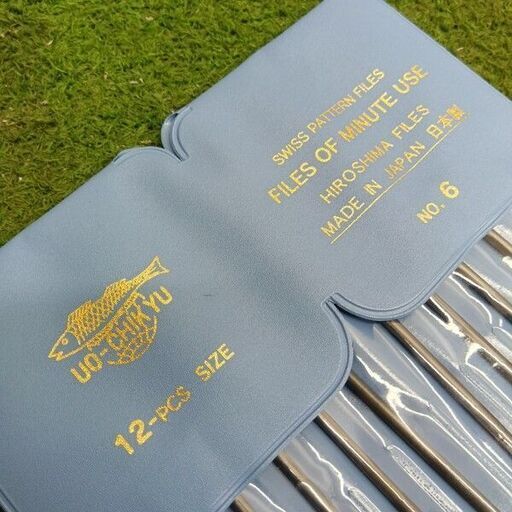 SWISS PATTERN FILES
FILES OF MINUTE USE
HIROSHIMA FILES
MADE IN JAPAN 日本製
NO. 6
UO-CHIKYU
12-PCS SIZE